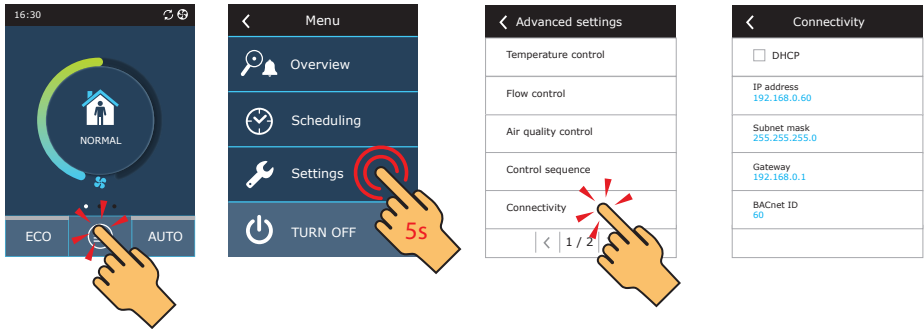 16:30
NORMAL
ECO
AUTO
Menu
Overview
Scheduling
Settings
TURN OFF
5s
Advanced settings
Temperature control
Flow control
Air quality control
Control sequence
Connectivity
1 / 2
Connectivity
DHCP
IP address
192.168.0.60
Subnet mask
255.255.255.0
Gateway
192.168.0.1
BACnet ID
60